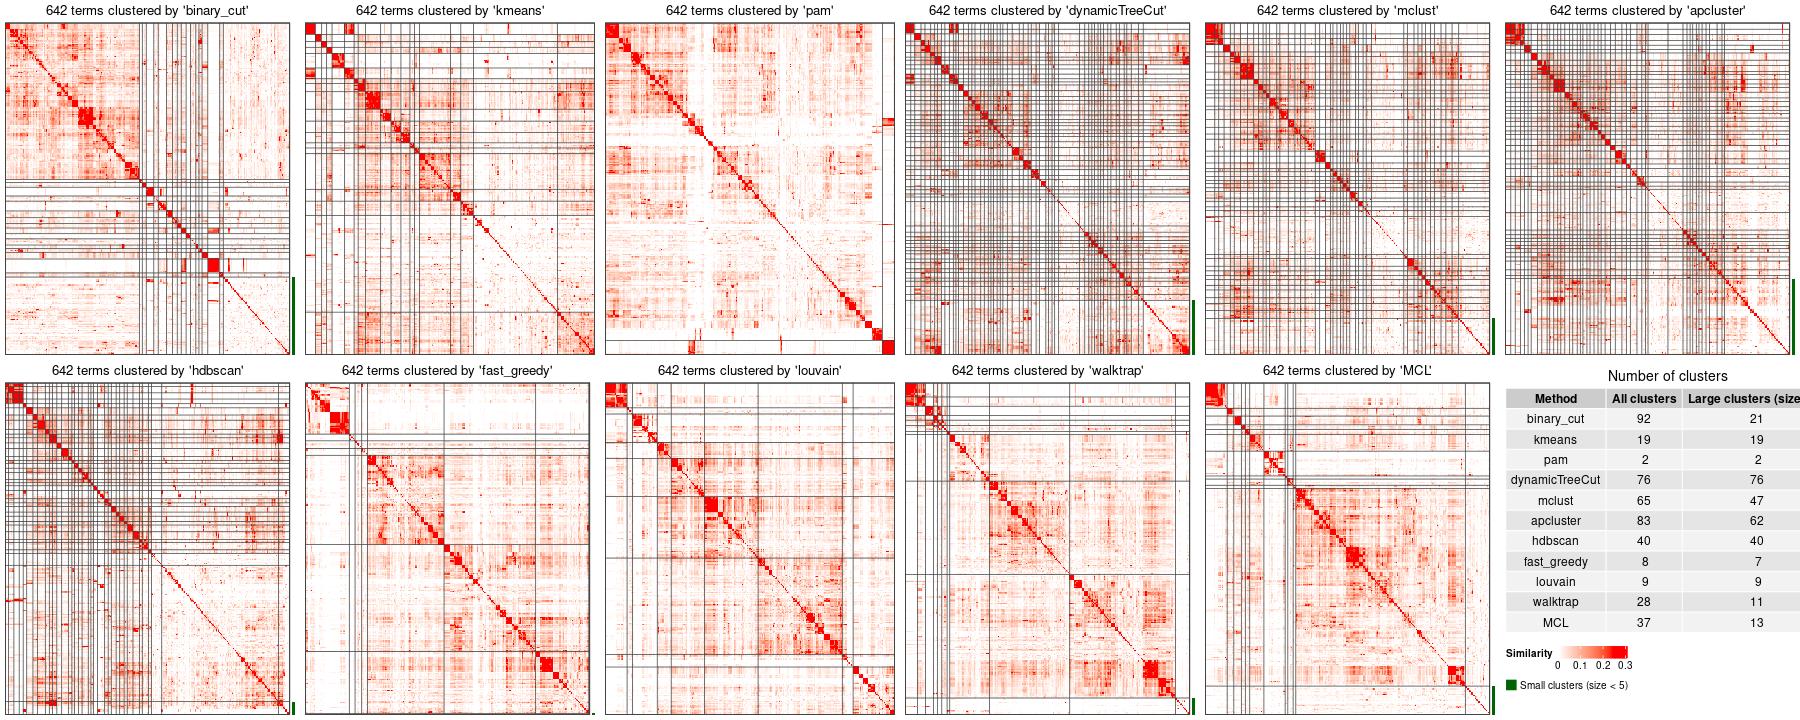 642 terms clustered by 'binary_cut'
642 terms clustered by 'kmeans'
642 terms clustered by 'pam'
642 terms clustered by 'dynamicTreeCut'
642 terms clustered by 'mclust'
642 terms clustered by 'apcluster'
642 terms clustered by 'hdbscan'
642 terms clustered by 'fast_greedy'
642 terms clustered by 'louvain'
642 terms clustered by 'walktrap'
642 terms clustered by 'MCL'
Number of clusters
Method All clusters Large clusters (size
binary_cut 92 21
kmeans 19 19
pam 2 2
dynamicTreeCut 76 76
mclust 65 47
apcluster 83 62
hdbscan 40 40
fast_greedy 8 7
louvain 9 9
walktrap 28 11
MCL 37 13
Similarity
0 0.1 0.2 0.3
Small clusters (size < 5)